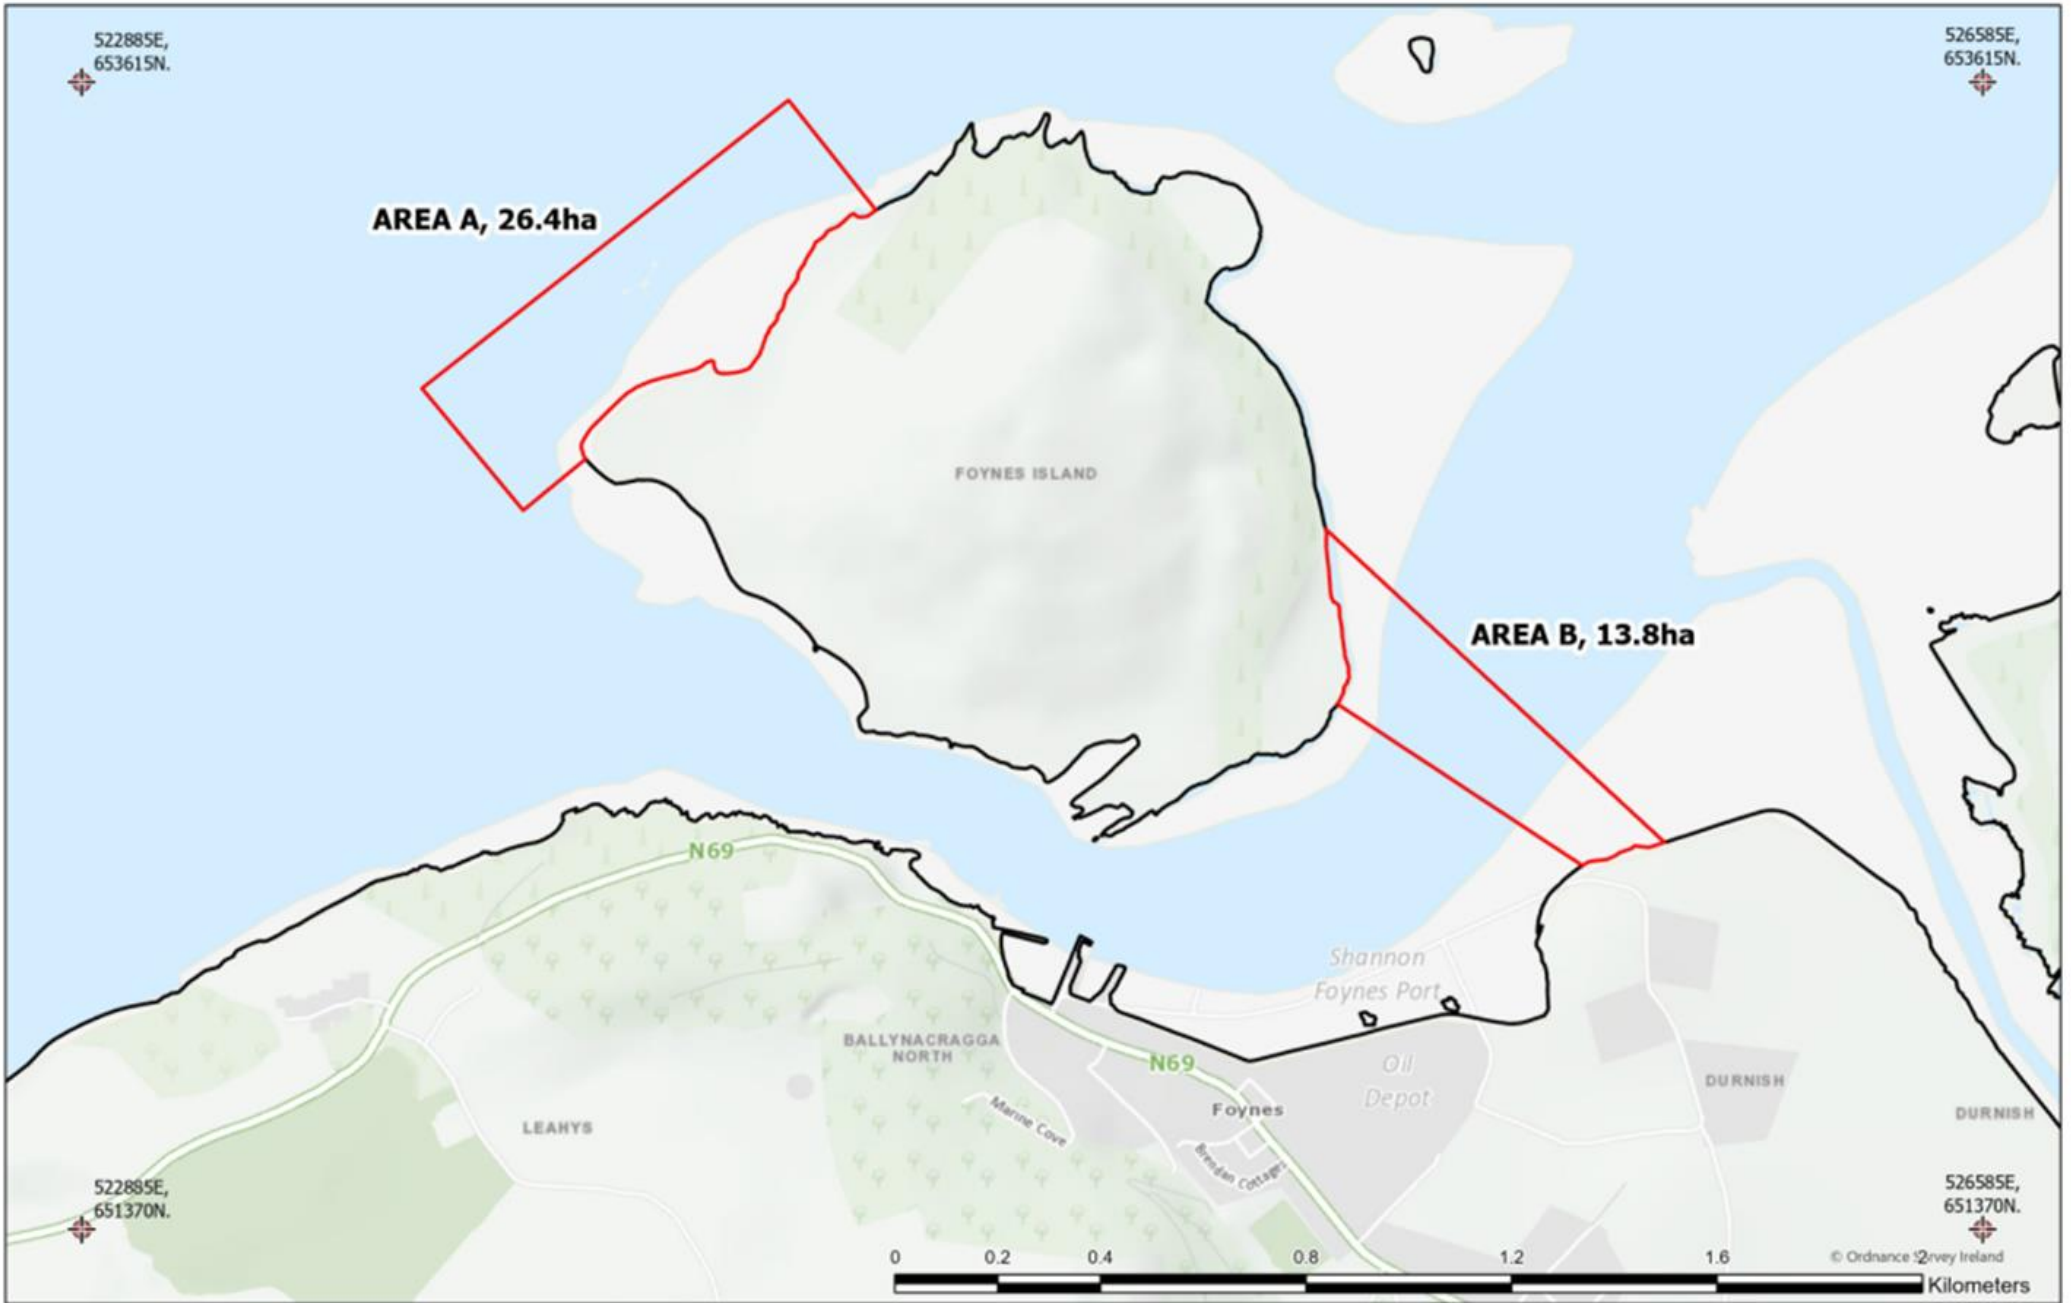 522885E,
653615N.
526585E,
653615N.
AREA A, 26.4ha
FOYNES ISLAND
AREA B, 13.8ha
N69
Shannon
Foynes Port
BALLYNACRAGGA
NORTH
N69
Oil
Depot
DURNISH
Foynes
Marine Cove
LEAHYS
DURNISH
Brendan Cottages
522885E,
651370N.
526585E,
651370N.
0 0.2 0.4 0.8 1.2 1.6 2
© Ordnance Survey Ireland
Kilometers